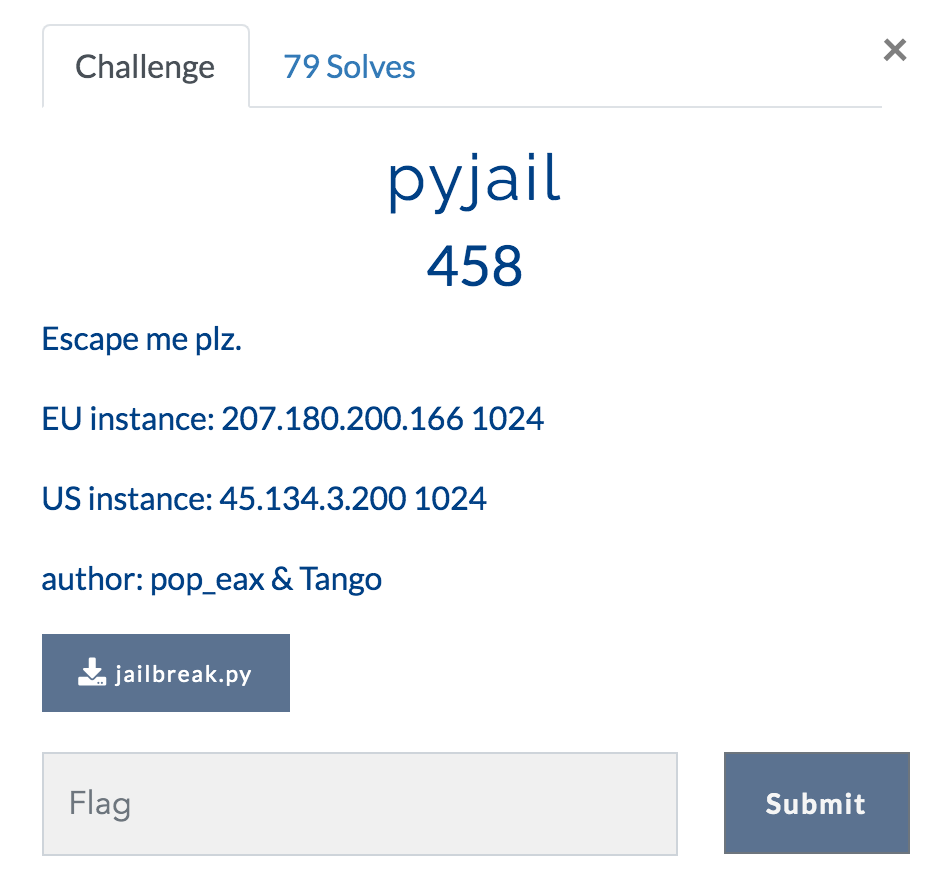 Challenge
79 Solves
×
pyjail
458
Escape me plz.
EU instance: 207.180.200.166 1024
US instance: 45.134.3.200 1024
author: pop_eax & Tango
jailbreak.py
Flag
Submit